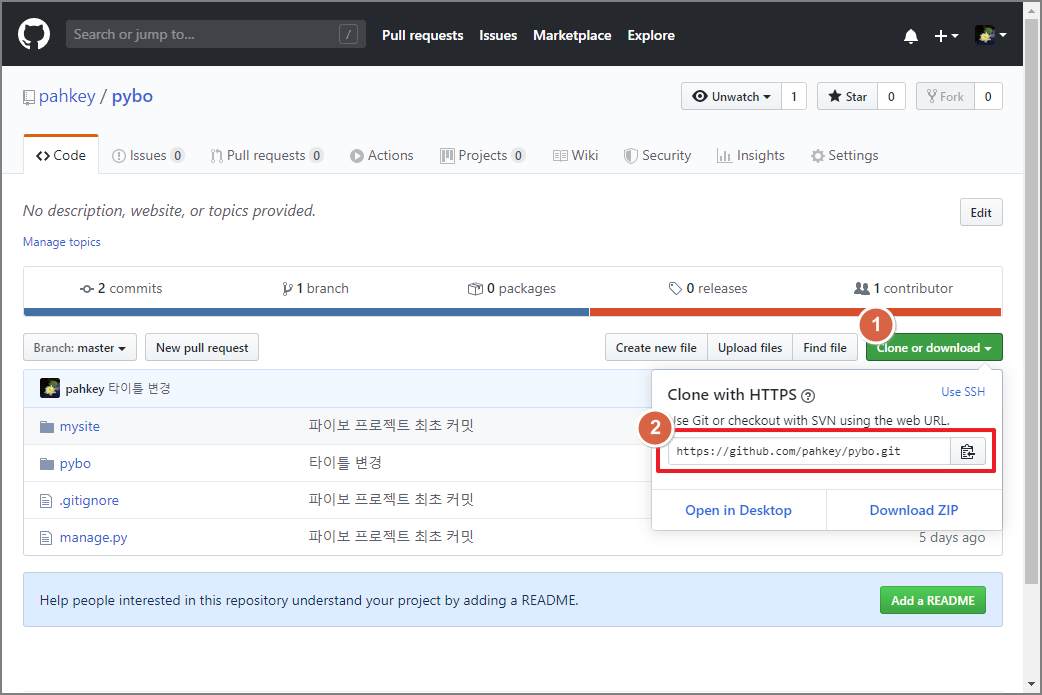 Search or jump to... /
Pull requests Issues Marketplace Explore
pahkey / pybo
Unwatch 1 Star 0 Fork 0
Code Issues 0 Pull requests 0 Actions Projects 0 Wiki Security Insights Settings
No description, website, or topics provided.
Edit
Manage topics
2 commits 1 branch 0 packages 0 releases 1 contributor
1
Branch: master New pull request Create new file Upload files Find file Clone or download
pahkey 타이틀 변경
Clone with HTTPS ? Use SSH
2
Use Git or checkout with SVN using the web URL.
https://github.com/pahkey/pybo.git
Open in Desktop Download ZIP
mysite 파이보 프로젝트 최초 커밋
pybo 타이틀 변경
.gitignore 파이보 프로젝트 최초 커밋
manage.py 파이보 프로젝트 최초 커밋 5 days ago
Help people interested in this repository understand your project by adding a README.
Add a README